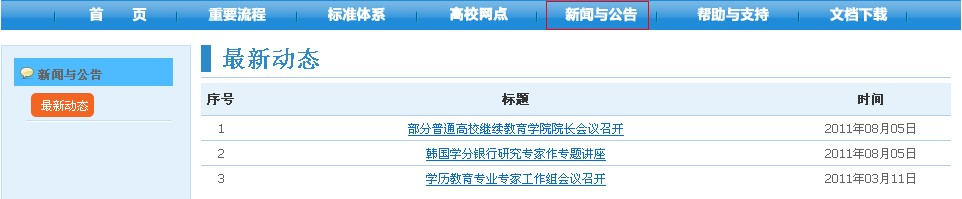 首 页 重要流程 标准体系 高校网点 新闻与公告 帮助与支持 文档下载
新闻与公告
最新动态
最新动态
序号 标题 时间
1 部分普通高校继续教育学院院长会议召开 2011年08月05日
2 韩国学分银行研究专家作专题讲座 2011年08月05日
3 学历教育专业专家工作组会议召开 2011年03月11日